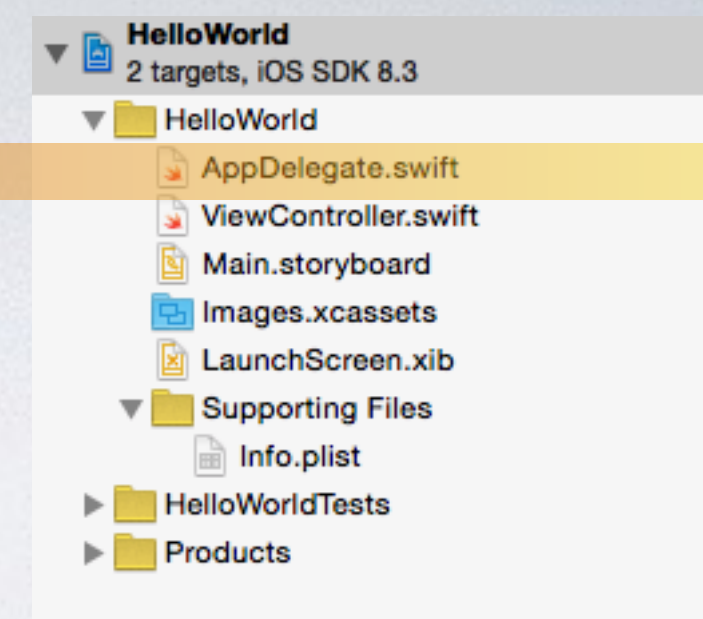 HelloWorld
2 targets, iOS SDK 8.3
HelloWorld
AppDelegate.swift
ViewController.swift
Main.storyboard
Images.xcassets
LaunchScreen.xib
Supporting Files
Info.plist
HelloWorldTests
Products